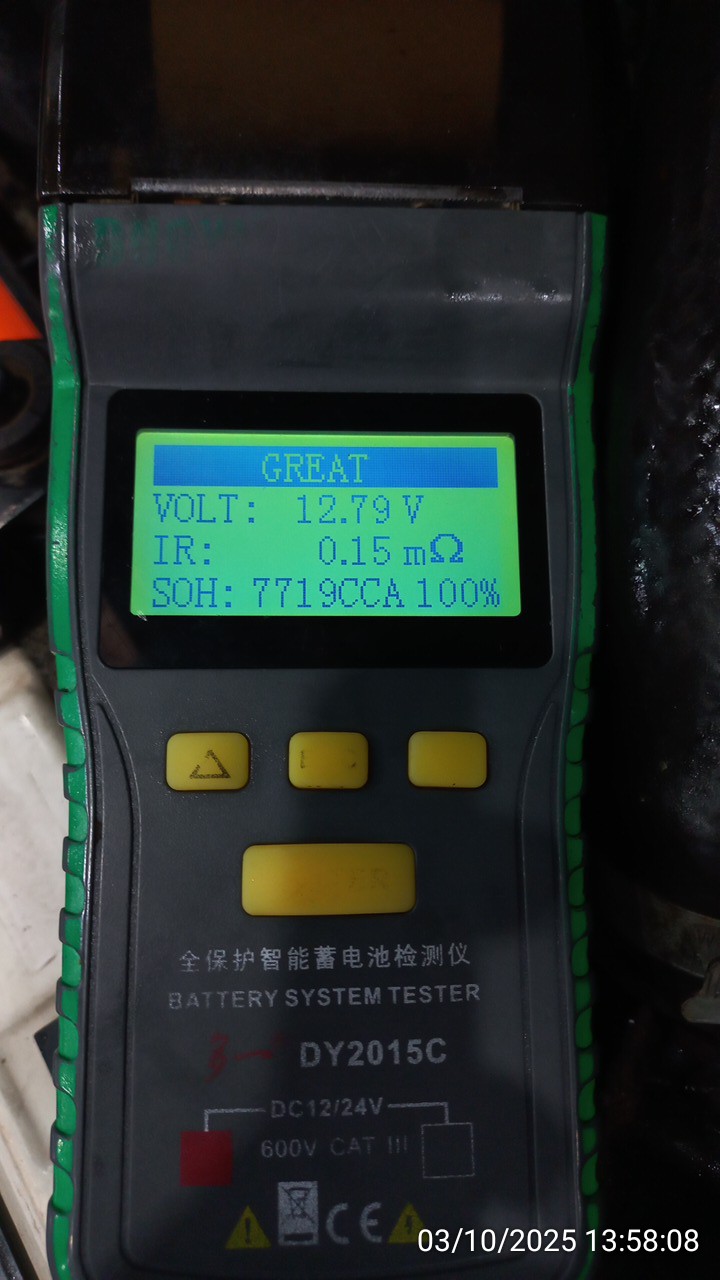 GREAT
VOLT: 12.79 V
IR: 0.15 mΩ
SOH: 7719CCA 100%
全保护智能蓄电池检测仪
BATTERY SYSTEM TESTER
DY2015C
DC12/24V
600V CAT III
CE
03/10/2025 13:58:08